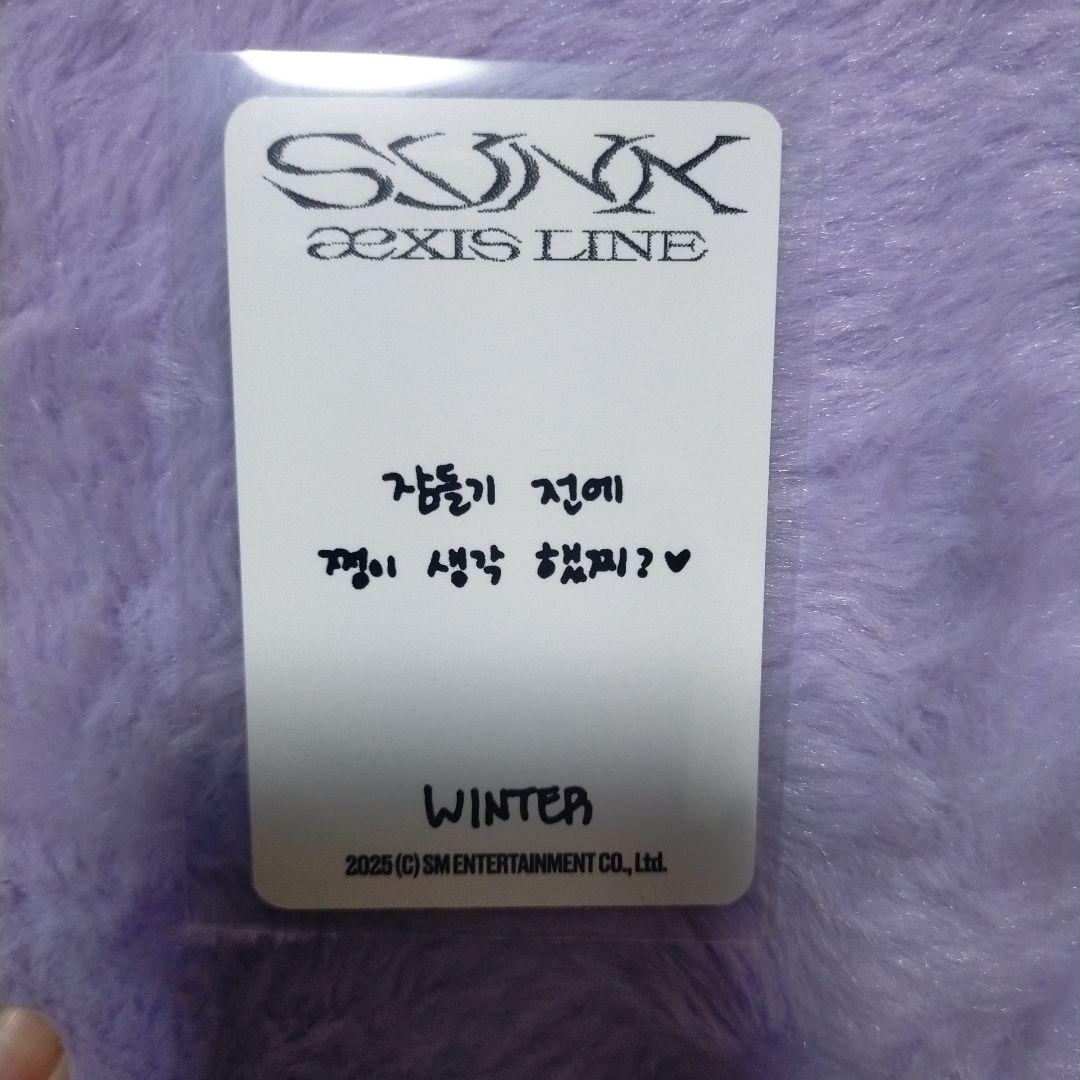 SYNK
æXIS LINE
잠들기 전에
쪙이 생각 했찌?♥
WINTER
2025 (C) SM ENTERTAINMENT CO., Ltd.